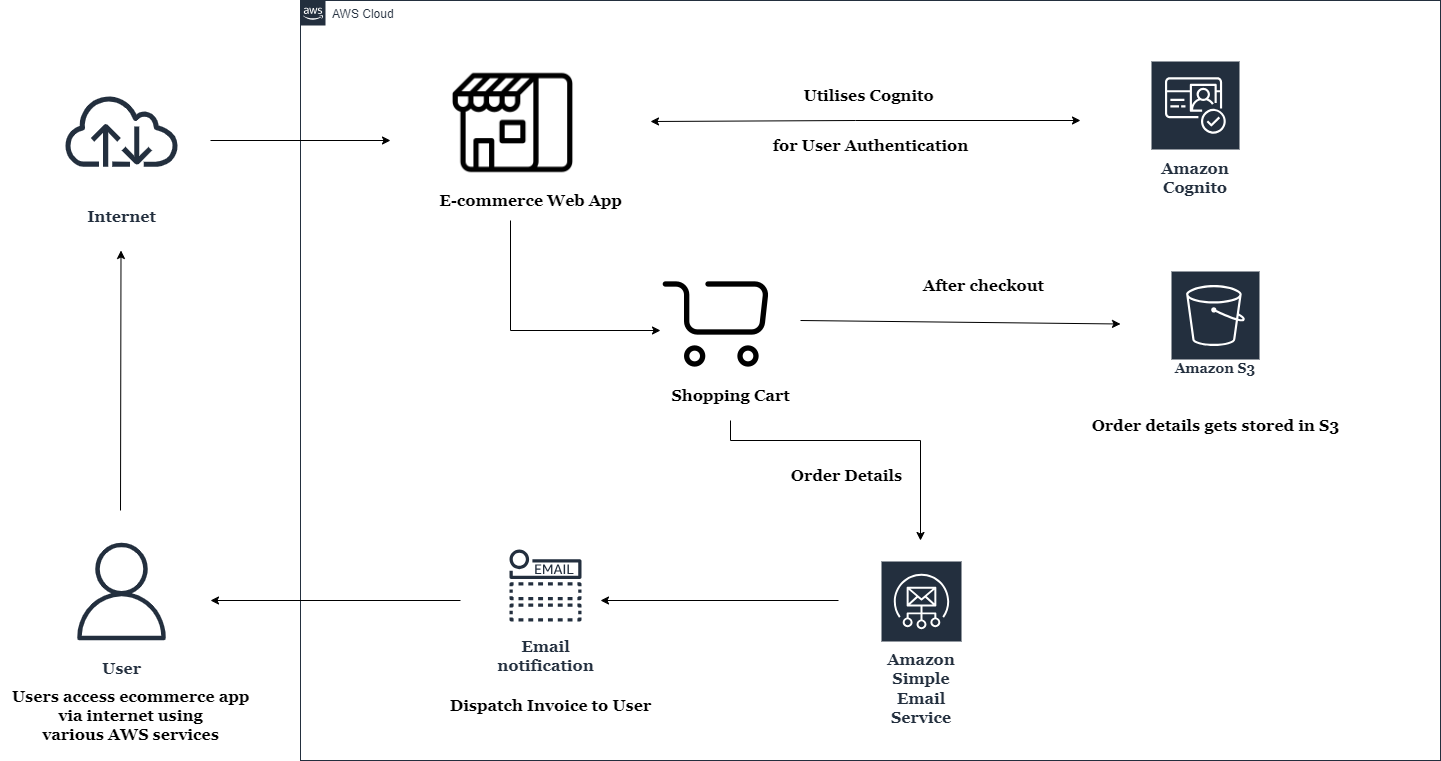 aws
AWS Cloud
Utilises Cognito
for User Authentication
Amazon
Cognito
E-commerce Web App
Internet
After checkout
Amazon S3
Shopping Cart
Order details gets stored in S3
Order Details
EMAIL
Email
notification
Dispatch Invoice to User
Amazon
Simple
Email
Service
User
Users access ecommerce app
via internet using
various AWS services